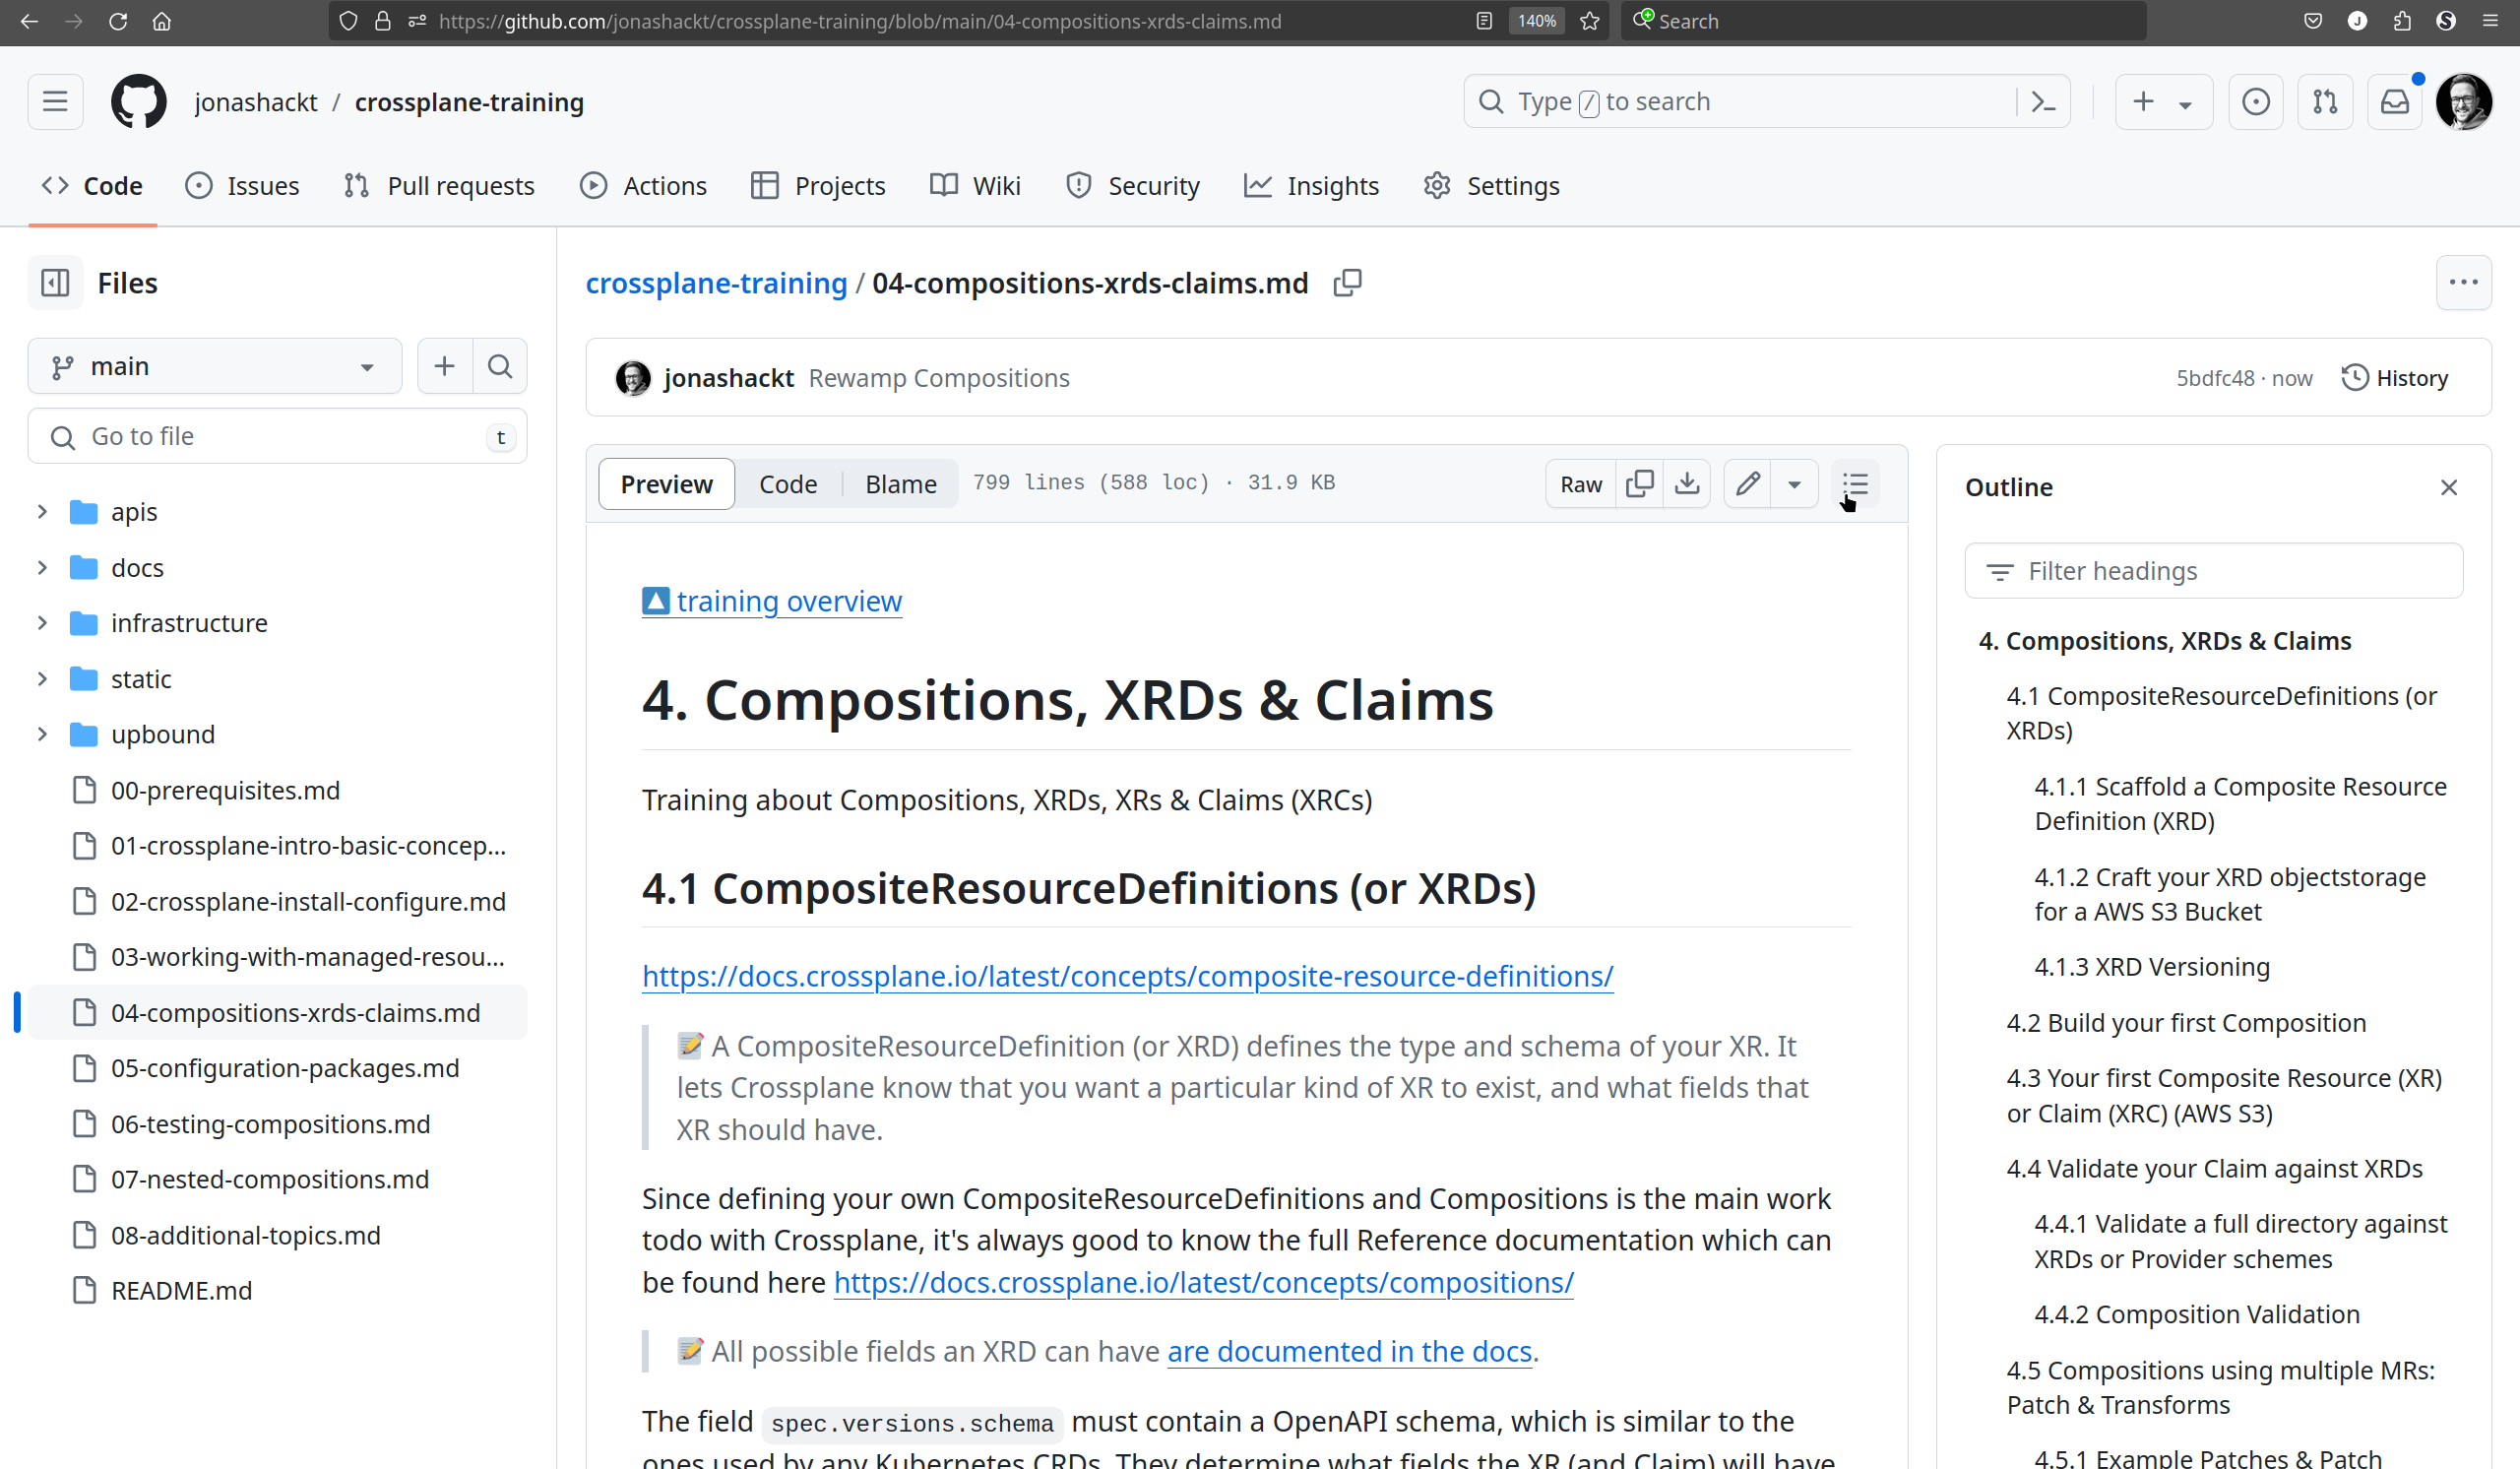 https://github.com/jonashackt/crossplane-training/blob/main/04-compositions-xrds-claims.md
140%
Search
jonashackt / crossplane-training
Type / to search
Code
Issues
Pull requests
Actions
Projects
Wiki
Security
Insights
Settings
Files
main
Go to file
t
apis
docs
infrastructure
static
upbound
00-prerequisites.md
01-crossplane-intro-basic-concep...
02-crossplane-install-configure.md
03-working-with-managed-resou...
04-compositions-xrds-claims.md
05-configuration-packages.md
06-testing-compositions.md
07-nested-compositions.md
08-additional-topics.md
README.md
crossplane-training / 04-compositions-xrds-claims.md
jonashackt Rewamp Compositions
5bdfc48 · now
History
Preview
Code
Blame
799 lines (588 loc) · 31.9 KB
Raw
training overview
4. Compositions, XRDs & Claims
Training about Compositions, XRDs, XRs & Claims (XRCs)
4.1 CompositeResourceDefinitions (or XRDs)
https://docs.crossplane.io/latest/concepts/composite-resource-definitions/
📝 A CompositeResourceDefinition (or XRD) defines the type and schema of your XR. It
lets Crossplane know that you want a particular kind of XR to exist, and what fields that
XR should have.
Since defining your own CompositeResourceDefinitions and Compositions is the main work
todo with Crossplane, it's always good to know the full Reference documentation which can
be found here https://docs.crossplane.io/latest/concepts/compositions/
📝 All possible fields an XRD can have are documented in the docs.
The field spec.versions.schema must contain a OpenAPI schema, which is similar to the
ones used by any Kubernetes CRDs. They determine what fields the XR (and Claim) will have
Outline
Filter headings
4. Compositions, XRDs & Claims
4.1 CompositeResourceDefinitions (or
XRDs)
4.1.1 Scaffold a Composite Resource
Definition (XRD)
4.1.2 Craft your XRD objectstorage
for a AWS S3 Bucket
4.1.3 XRD Versioning
4.2 Build your first Composition
4.3 Your first Composite Resource (XR)
or Claim (XRC) (AWS S3)
4.4 Validate your Claim against XRDs
4.4.1 Validate a full directory against
XRDs or Provider schemes
4.4.2 Composition Validation
4.5 Compositions using multiple MRs:
Patch & Transforms
4.5.1 Example Patches & Patch